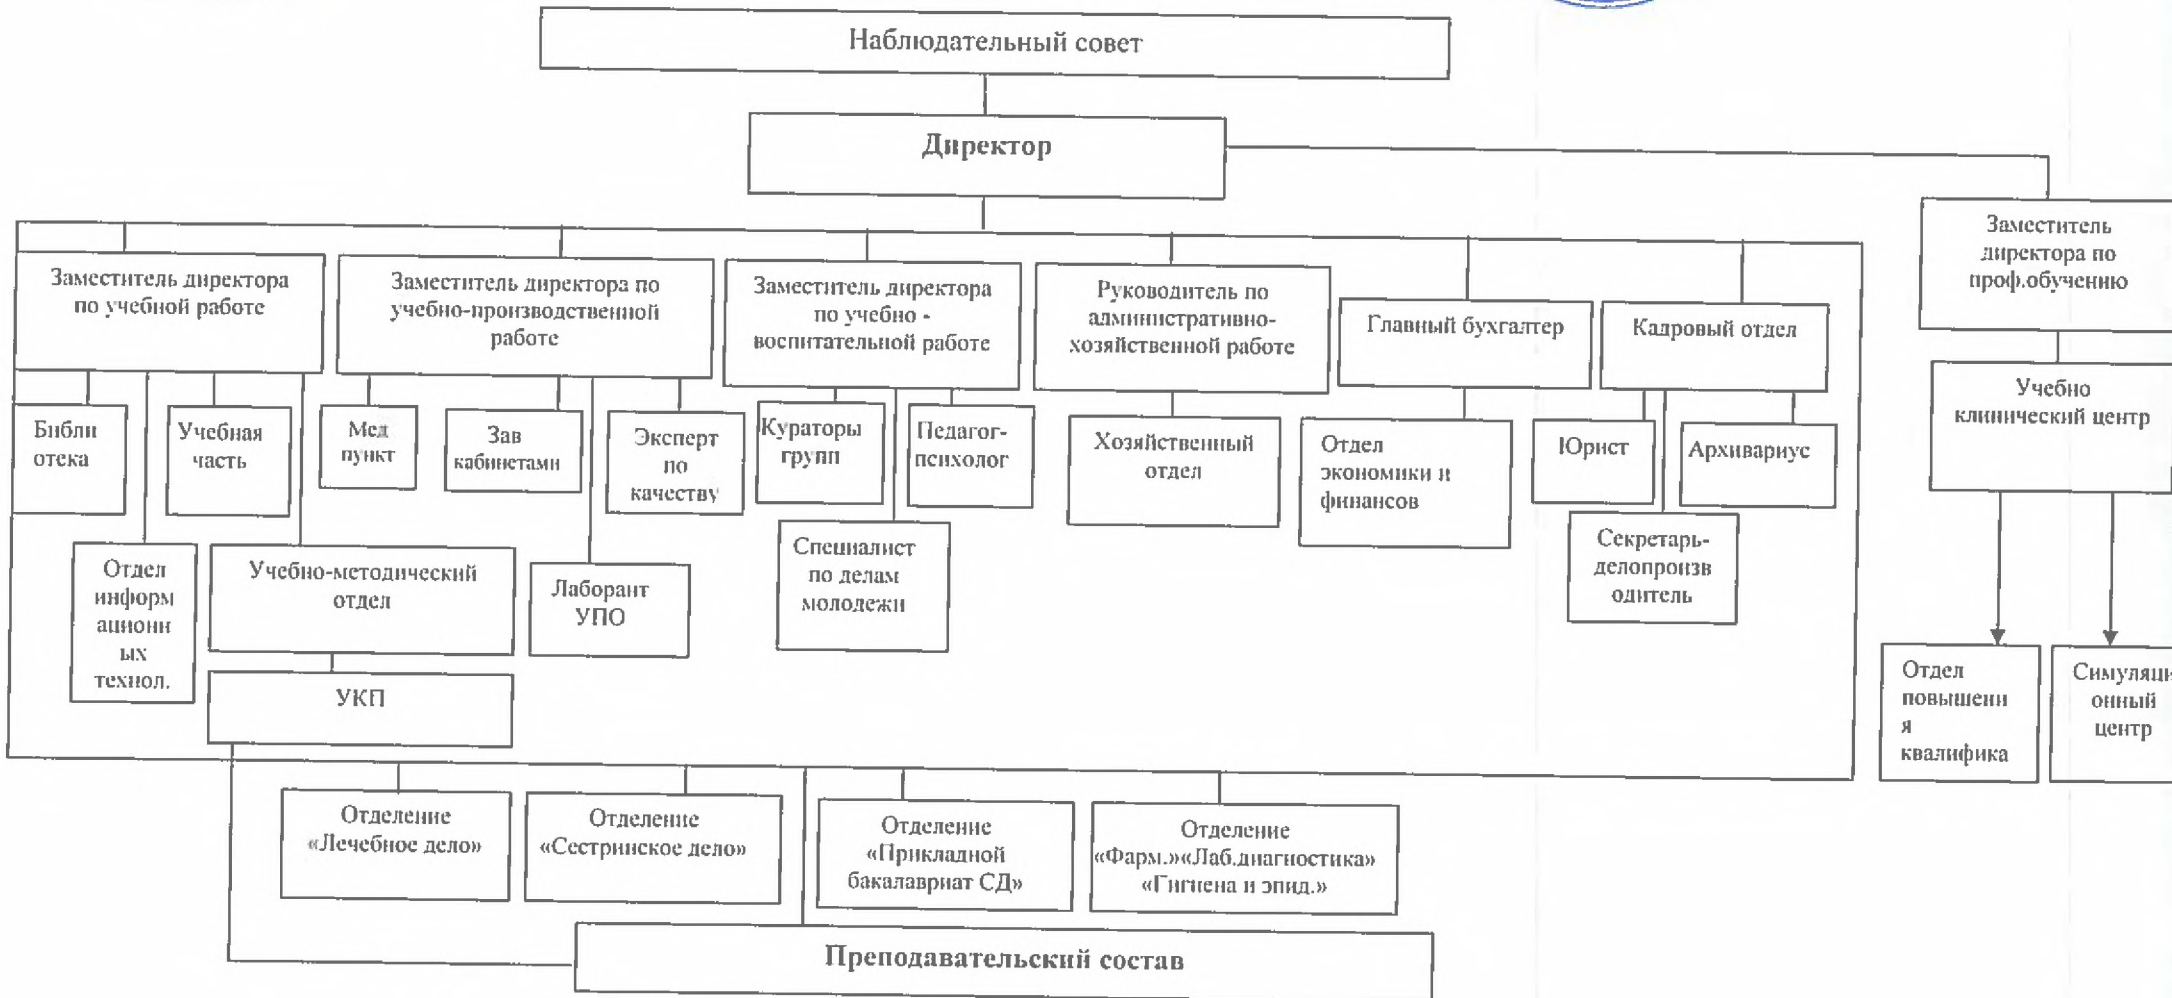 Наблюдательный совет
Директор
Заместитель
директора по
проф.обучению
Заместитель директора
по учебной работе
Заместитель директора по
учебно-производственной
работе
Заместитель директора
по учебно -
воспитательной работе
Руководитель по
административно-
хозяйственной работе
Главный бухгалтер
Кадровый отдел
Учебно
клинический центр
Библи
отека
Учебная
часть
Мед
пункт
Зав
кабинетами
Эксперт
по
качеству
Кураторы
групп
Педагог-
психолог
Хозяйственный
отдел
Отдел
экономики и
финансов
Юрист
Архивариус
Отдел
информ
ационн
ых
технол.
Учебно-методический
отдел
Лаборант
УПО
Специалист
по делам
молодежи
Секретарь-
делопроизв
одитель
УКП
Отдел
повышени
я
квалифика
Симуляци
онный
центр
Отделение
«Лечебное дело»
Отделение
«Сестринское дело»
Отделение
«Прикладной
бакалавриат СД»
Отделение
«Фарм.»«Лаб.диагностика»
«Гигиена и эпид.»
Преподавательский состав